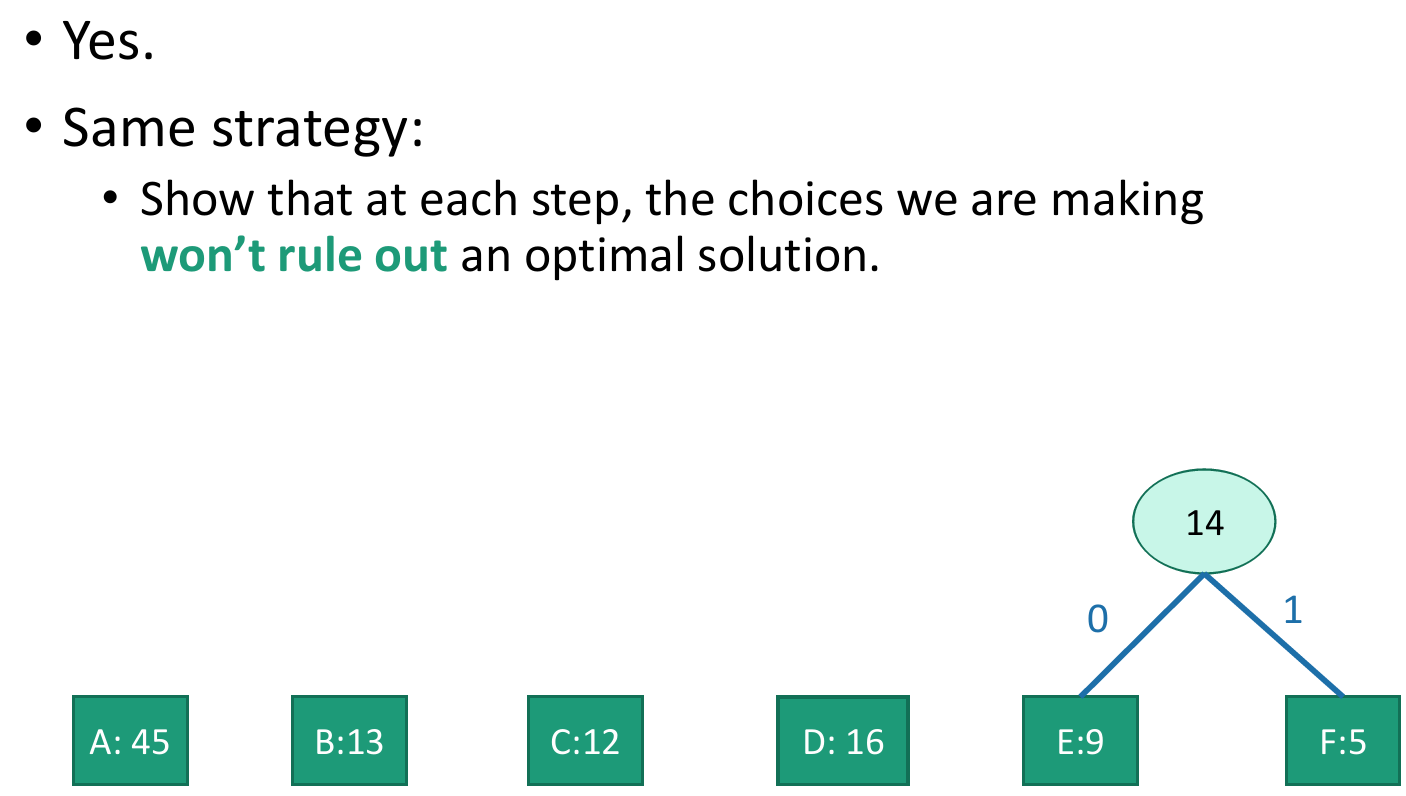 • Yes.
• Same strategy:
• Show that at each step, the choices we are making
won’t rule out an optimal solution.
14
0
1
A: 45
B:13
C:12
D: 16
E:9
F:5